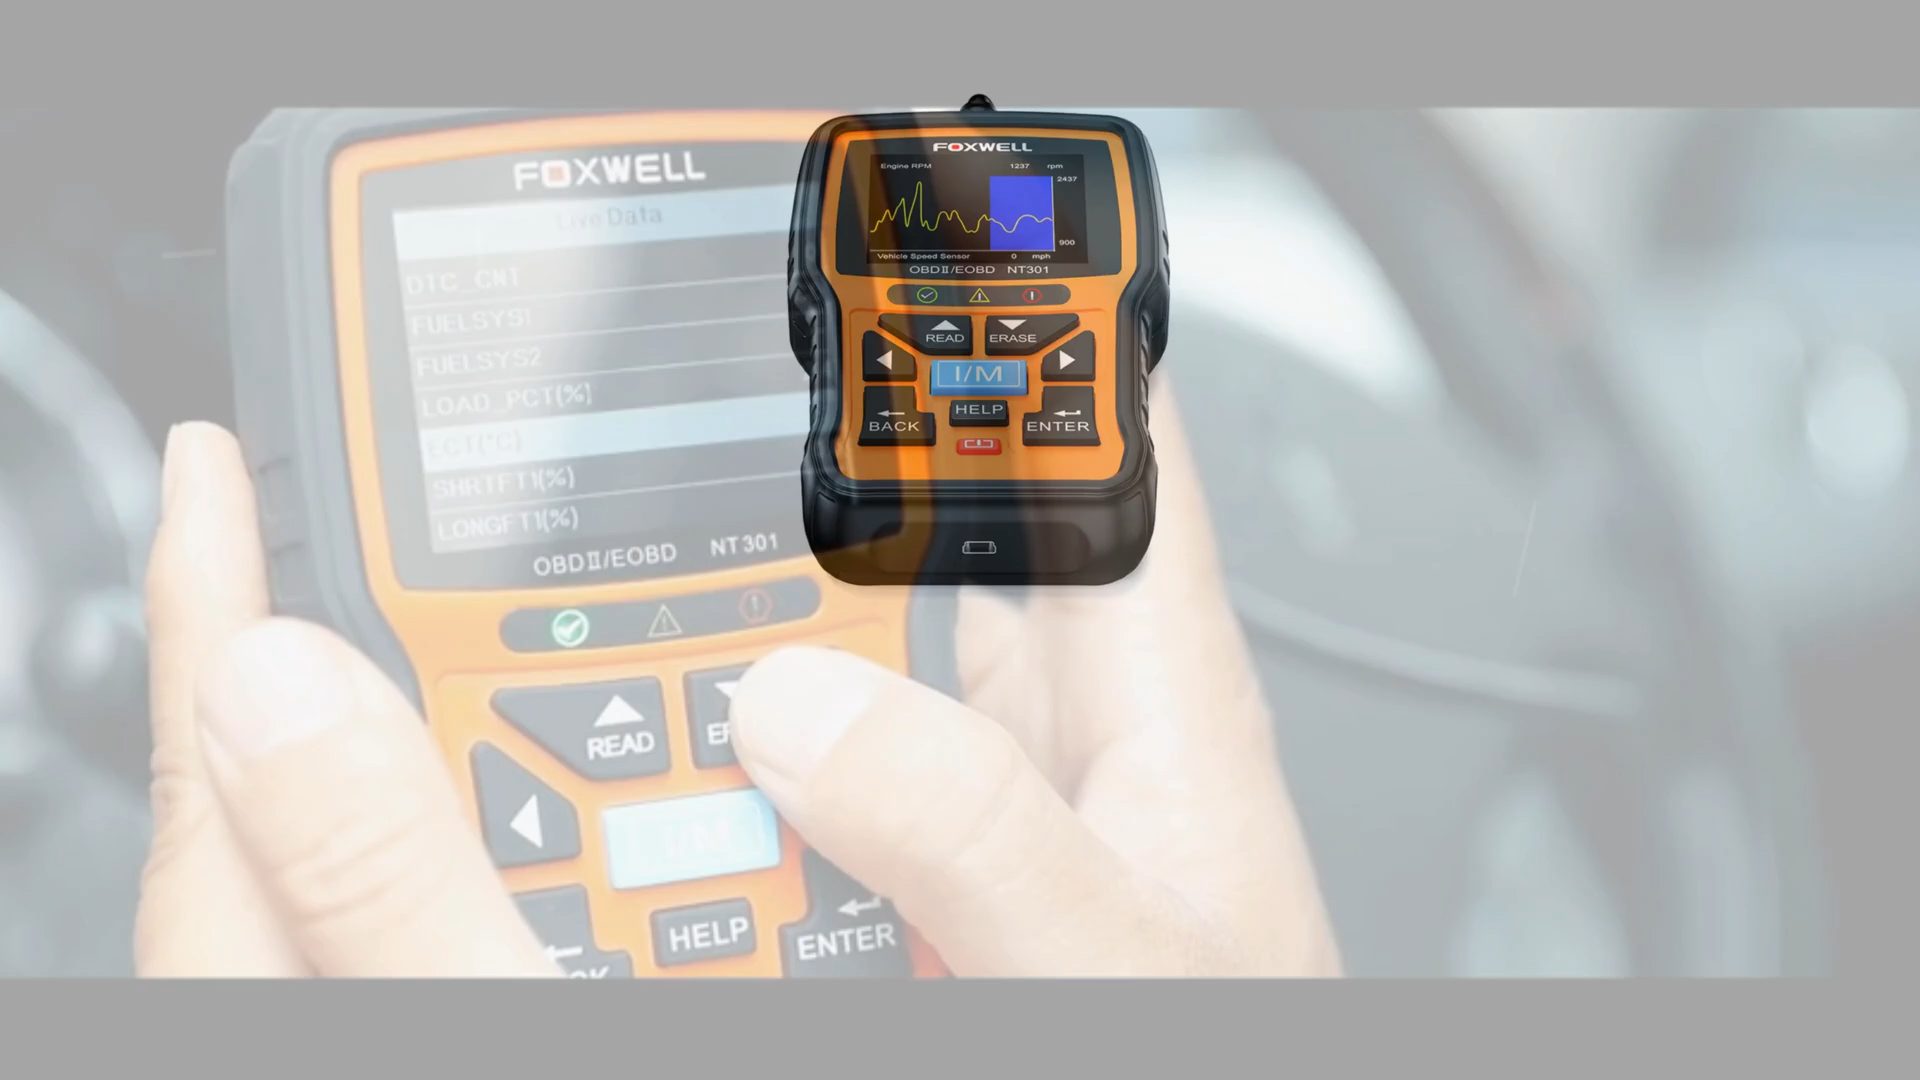 FOXWELL
Live Data
DTC_CNT
FUELSYS1
FUELSYS2
LOAD_PCT(%)
ECT(°C)
SHRTFT1(%)
LONGFT1(%)
OBDⅡ/EOBD NT301
READ
I/M
HELP
ENTER
FOXWELL
Engine RPM 1237 rpm
2437
900
Vehicle Speed Sensor 0 mph
OBDⅡ/EOBD NT301
READ ERASE
I/M
HELP
BACK ENTER